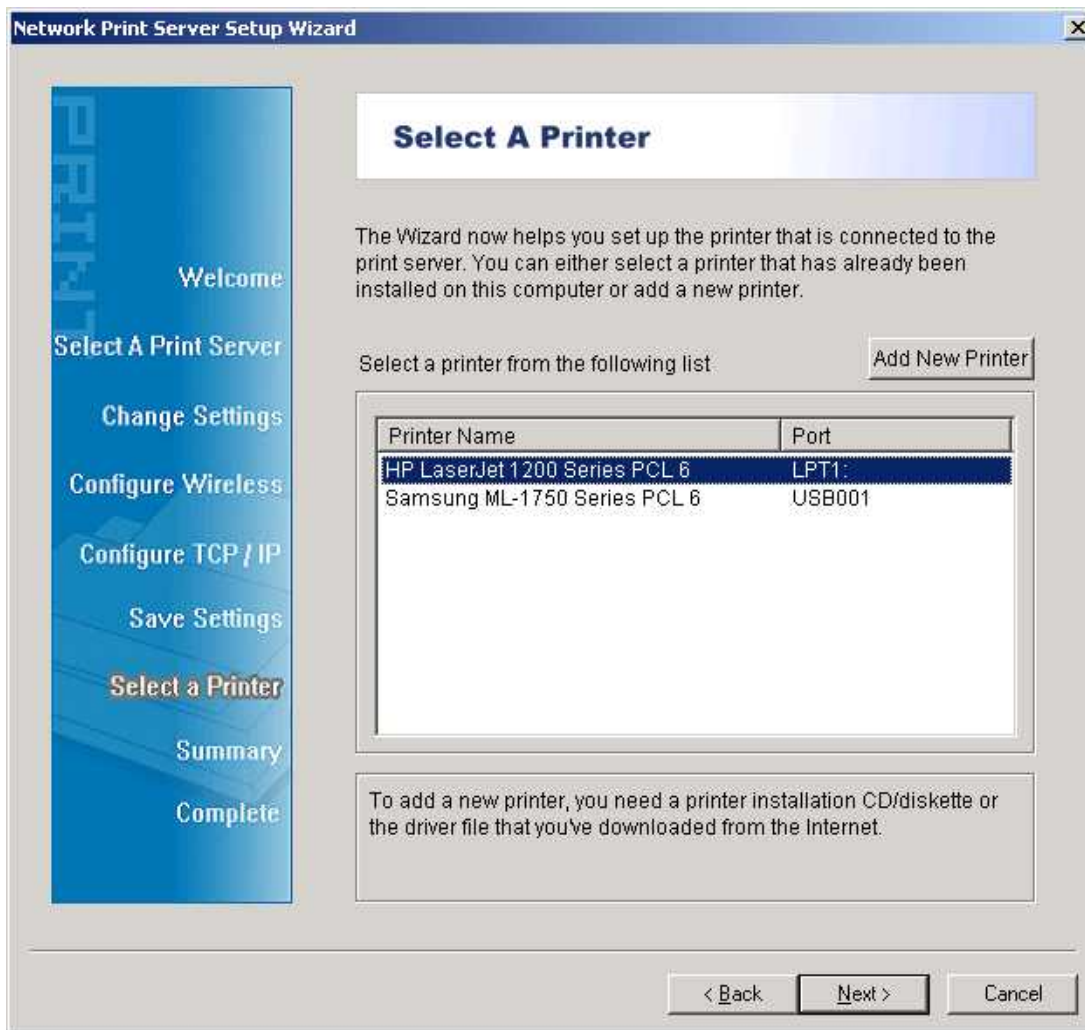 Network Print Server Setup Wizard
PRINT
Welcome
Select A Print Server
Change Settings
Configure Wireless
Configure TCP / IP
Save Settings
Select a Printer
Summary
Complete
Select A Printer
The Wizard now helps you set up the printer that is connected to the
print server. You can either select a printer that has already been
installed on this computer or add a new printer.
Select a printer from the following list
Add New Printer
Printer Name Port
HP LaserJet 1200 Series PCL 6 LPT1:
Samsung ML-1750 Series PCL 6 USB001
To add a new printer, you need a printer installation CD/diskette or
the driver file that you've downloaded from the Internet.
< Back Next > Cancel